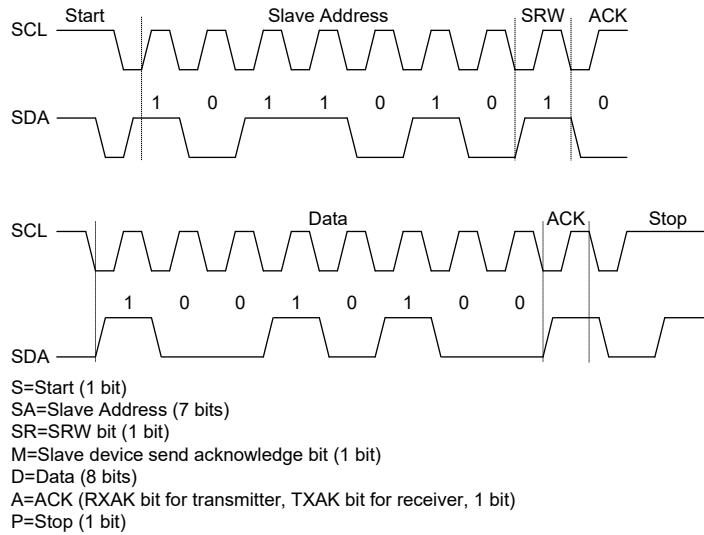 Start Slave Address SRW ACK
SCL
1 0 1 1 0 1 0 1 0
SDA
Data ACK Stop
SCL
1 0 0 1 0 1 0 0
SDA
S=Start (1 bit)
SA=Slave Address (7 bits)
SR=SRW bit (1 bit)
M=Slave device send acknowledge bit (1 bit)
D=Data (8 bits)
A=ACK (RXAK bit for transmitter, TXAK bit for receiver, 1 bit)
P=Stop (1 bit)